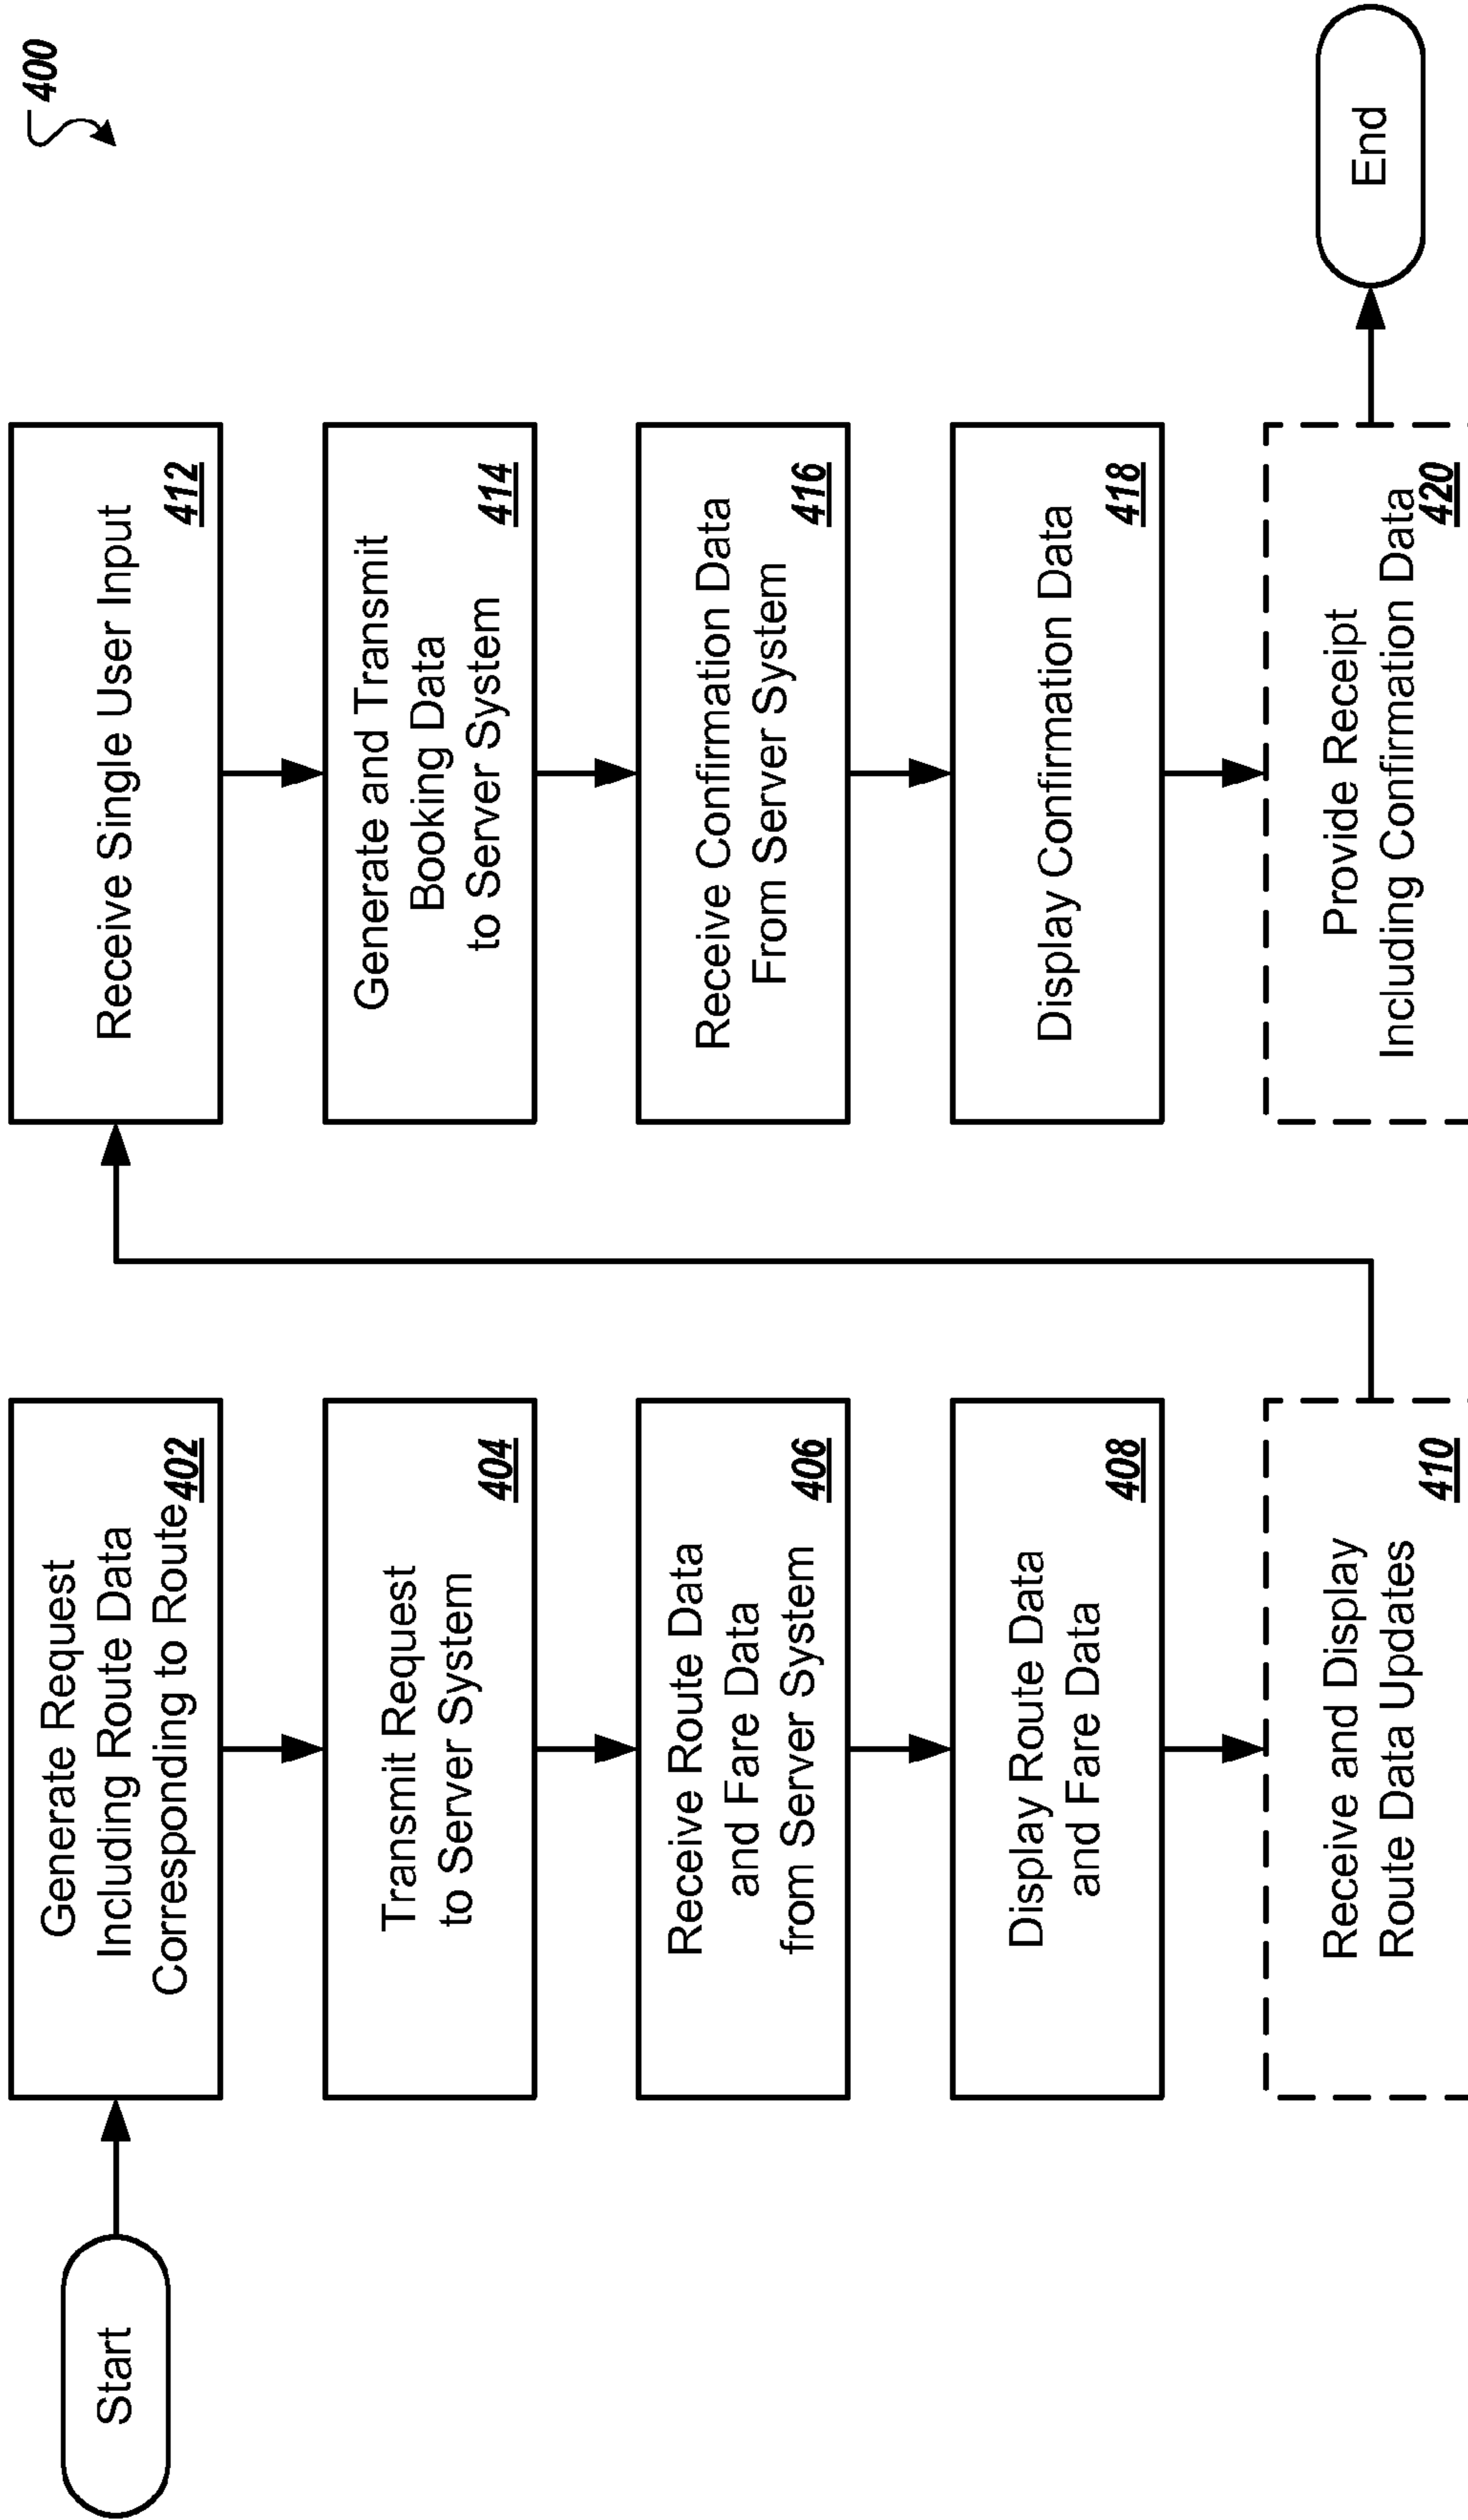 400
Start
Generate Request
Including Route Data
Corresponding to Route
402
Transmit Request
to Server System
404
Receive Route Data
and Fare Data
from Server System
406
Display Route Data
and Fare Data
408
Receive and Display
Route Data Updates
410
Receive Single User Input
412
Generate and Transmit
Booking Data
to Server System
414
Receive Confirmation Data
From Server System
416
Display Confirmation Data
418
Provide Receipt
Including Confirmation Data
420
End